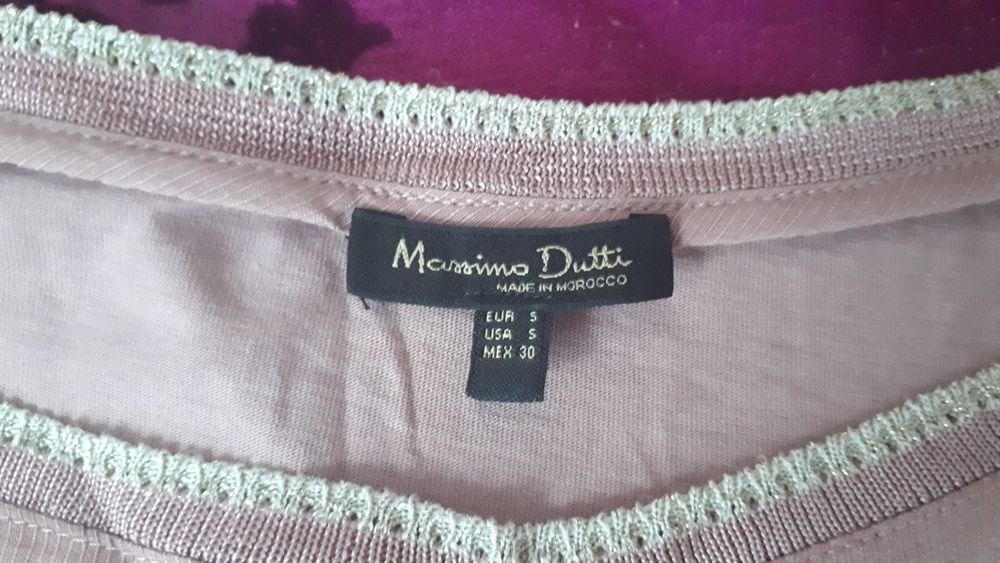 Massimo Dutti
MADE IN MOROCCO
EUR S
USA S
MEX 30